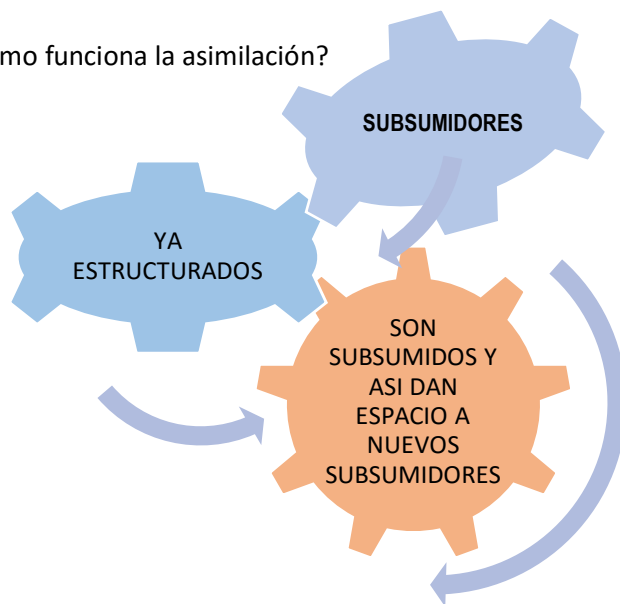 mo funciona la asimilación?
SUBSUMIDORES
YA
ESTRUCTURADOS
SON
SUBSUMIDOS Y
ASI DAN
ESPACIO A
NUEVOS
SUBSUMIDORES